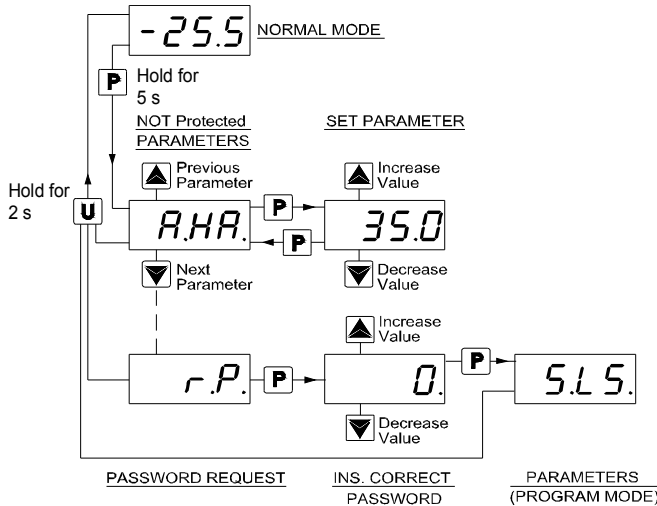 -25.5
NORMAL MODE
P
Hold for
5 s
NOT Protected
PARAMETERS
SET PARAMETER
Previous
Parameter
Increase
Value
Hold for
2 s
U
A.HA.
P
P
35.0
Next
Parameter
Decrease
Value
Increase
Value
r.P.
P
0.
P
S.L S.
Decrease
Value
PASSWORD REQUEST
INS. CORRECT
PASSWORD
PARAMETERS
(PROGRAM MODE)